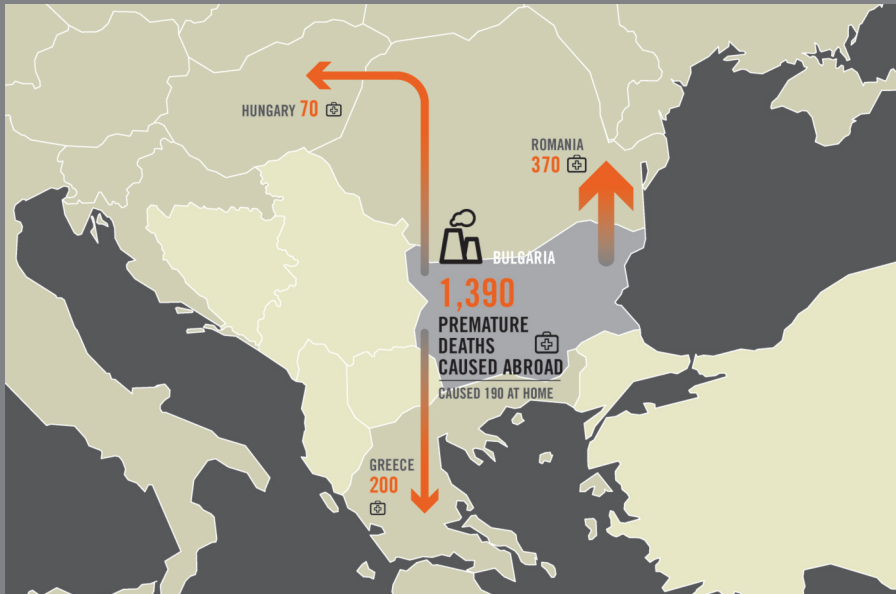 HUNGARY 70
ROMANIA
370
BULGARIA
1,390
PREMATURE
DEATHS
CAUSED ABROAD
CAUSED 190 AT HOME
GREECE
200